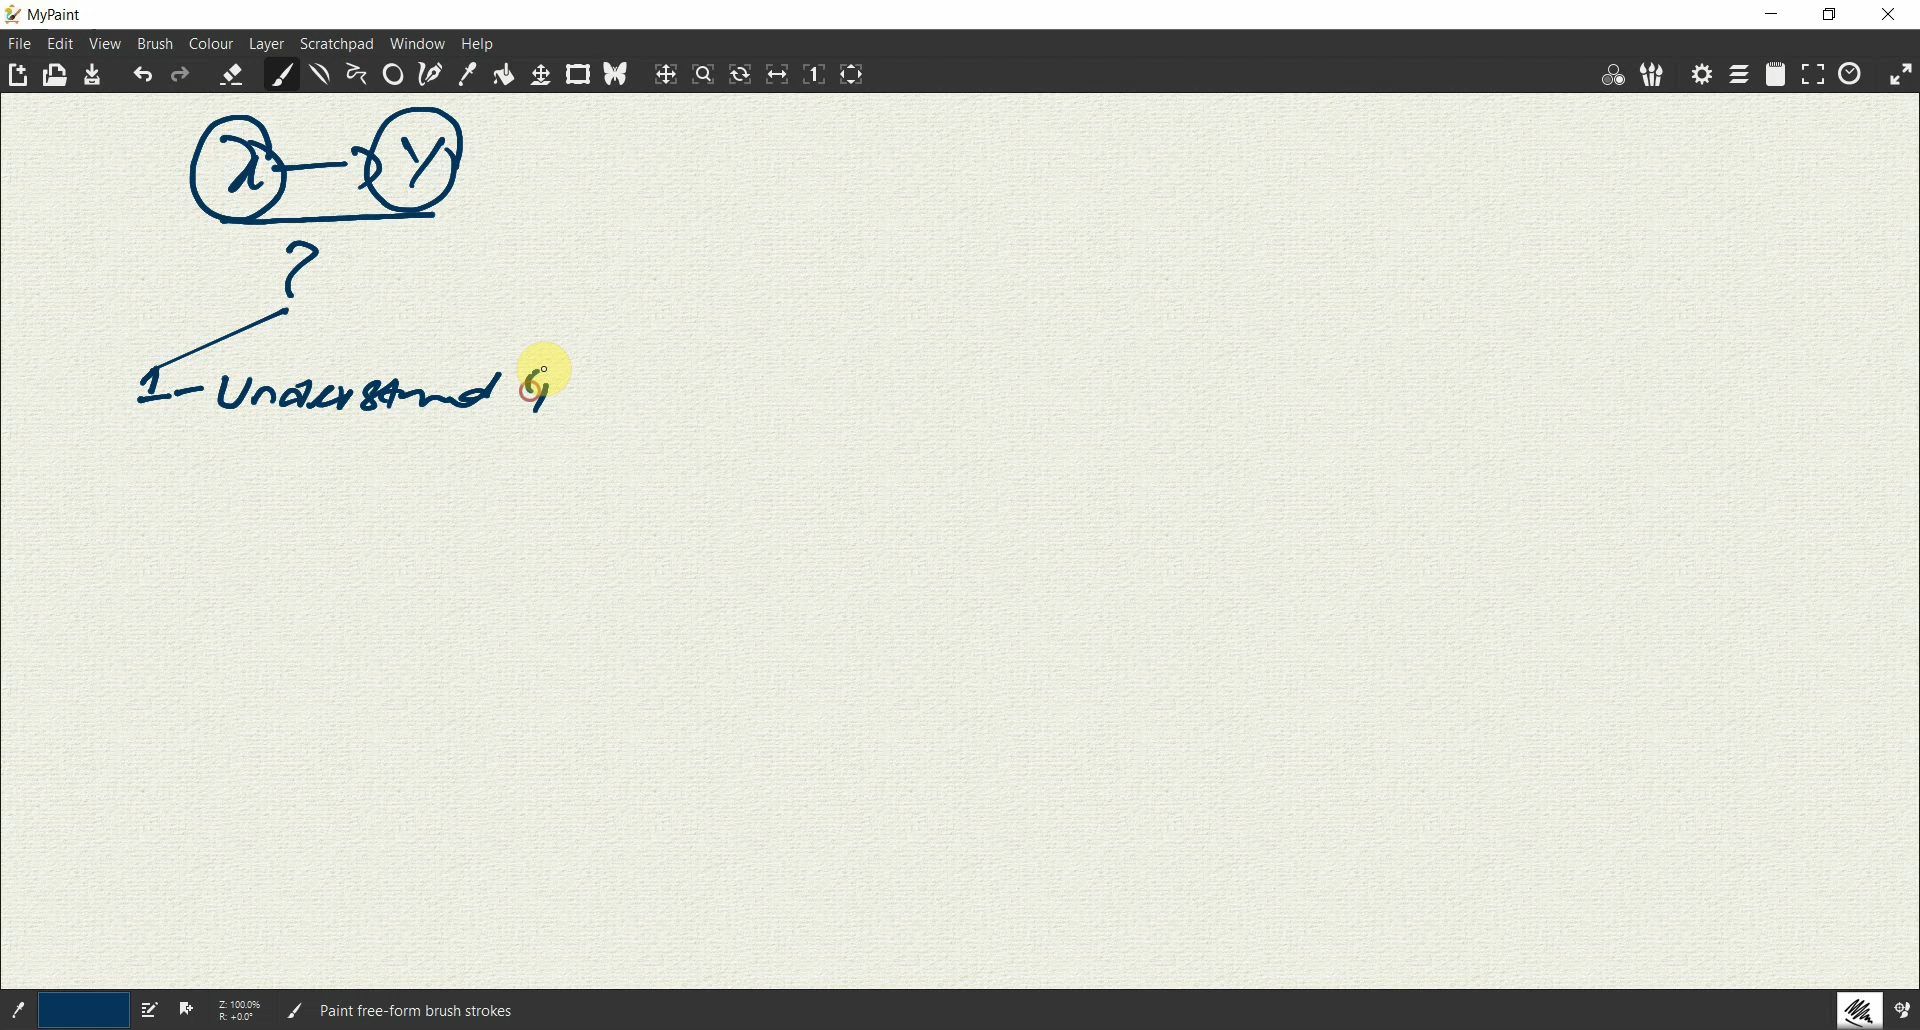 MyPaint
File Edit View Brush Colour Layer Scratchpad Window Help
x → y
?
1 - Understand
Z: 100.0%
R: +0.0°
Paint free-form brush strokes